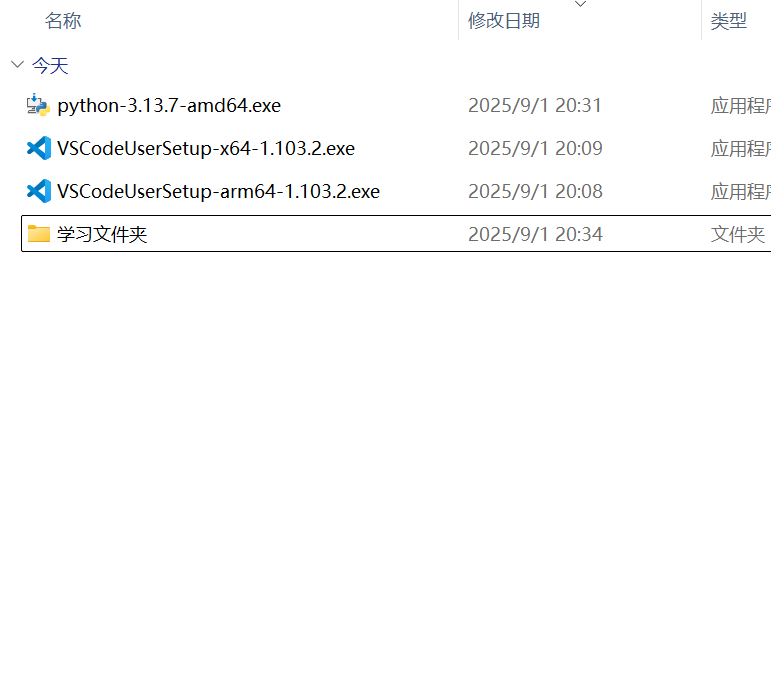 名称 修改日期 类型
今天
python-3.13.7-amd64.exe 2025/9/1 20:31 应用程
VSCodeUserSetup-x64-1.103.2.exe 2025/9/1 20:09 应用程
VSCodeUserSetup-arm64-1.103.2.exe 2025/9/1 20:08 应用程
学习文件夹 2025/9/1 20:34 文件夹